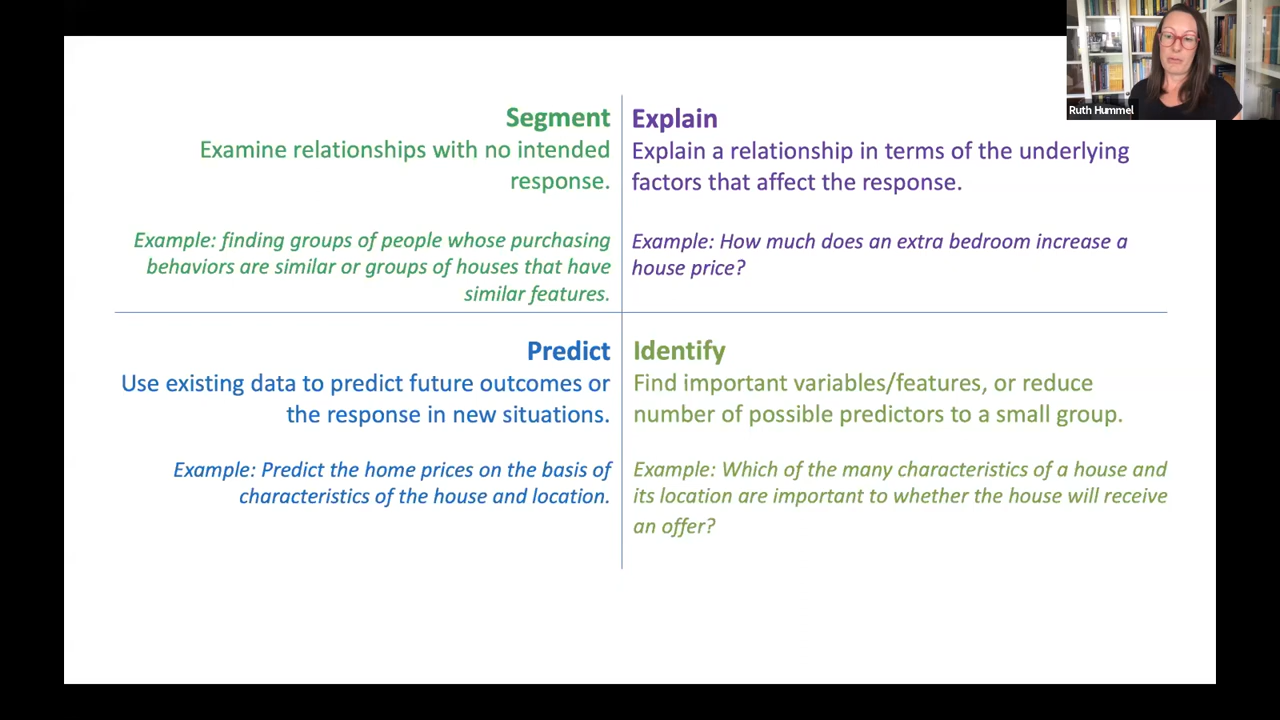 Ruth Hummel
Segment
Examine relationships with no intended
response.
Example: finding groups of people whose purchasing
behaviors are similar or groups of houses that have
similar features.
Explain
Explain a relationship in terms of the underlying
factors that affect the response.
Example: How much does an extra bedroom increase a
house price?
Predict
Use existing data to predict future outcomes or
the response in new situations.
Example: Predict the home prices on the basis of
characteristics of the house and location.
Identify
Find important variables/features, or reduce
number of possible predictors to a small group.
Example: Which of the many characteristics of a house and
its location are important to whether the house will receive
an offer?